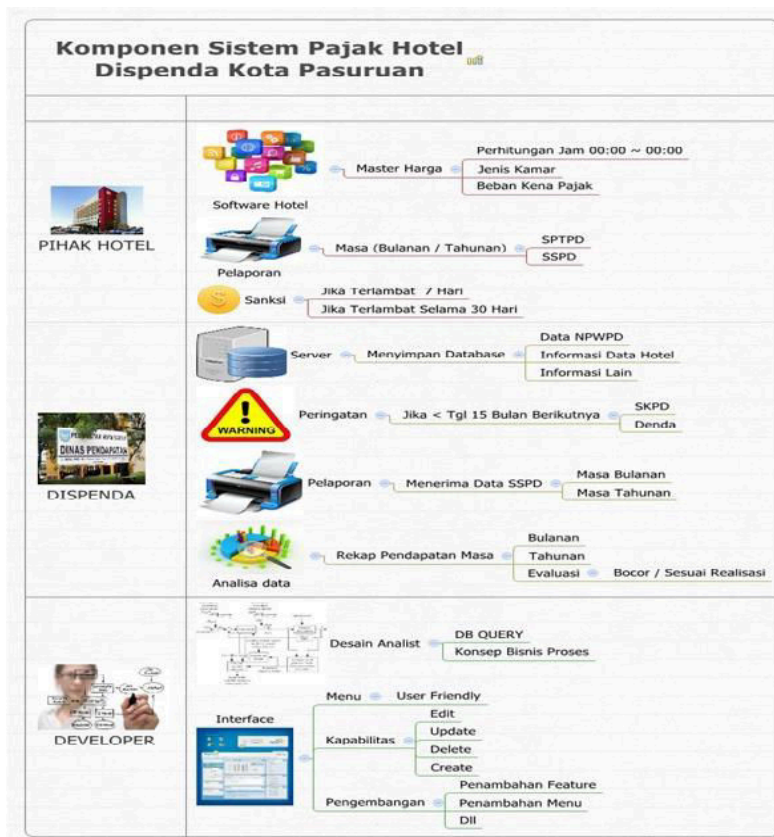 Komponen Sistem Pajak Hotel
Dispenda Kota Pasuruan
PIHAK HOTEL
Software Hotel
Master Harga
Perhitungan Jam 00:00 ~ 00:00
Jenis Kamar
Beban Kena Pajak
Pelaporan
Masa (Bulanan / Tahunan)
SPTPD
SSPD
Sanksi
Jika Terlambat 7 Hari
Jika Terlambat Selama 30 Hari
DISPENDA
DINAS PENDAPATAN
Server
Menyimpan Database
Data NPWPD
Informasi Data Hotel
Informasi Lain
WARNING
Peringatan
Jika < Tgl 15 Bulan Berikutnya
SKPD
Denda
Pelaporan
Menerima Data SSPD
Masa Bulanan
Masa Tahunan
Analisa data
Rekap Pendapatan Masa
Bulanan
Tahunan
Evaluasi
Bocor / Sesuai Realisasi
DEVELOPER
Desain Analist
DB QUERY
Konsep Bisnis Proses
Interface
Menu
User Friendly
Kapabilitas
Edit
Update
Delete
Create
Pengembangan
Penambahan Feature
Penambahan Menu
Dll